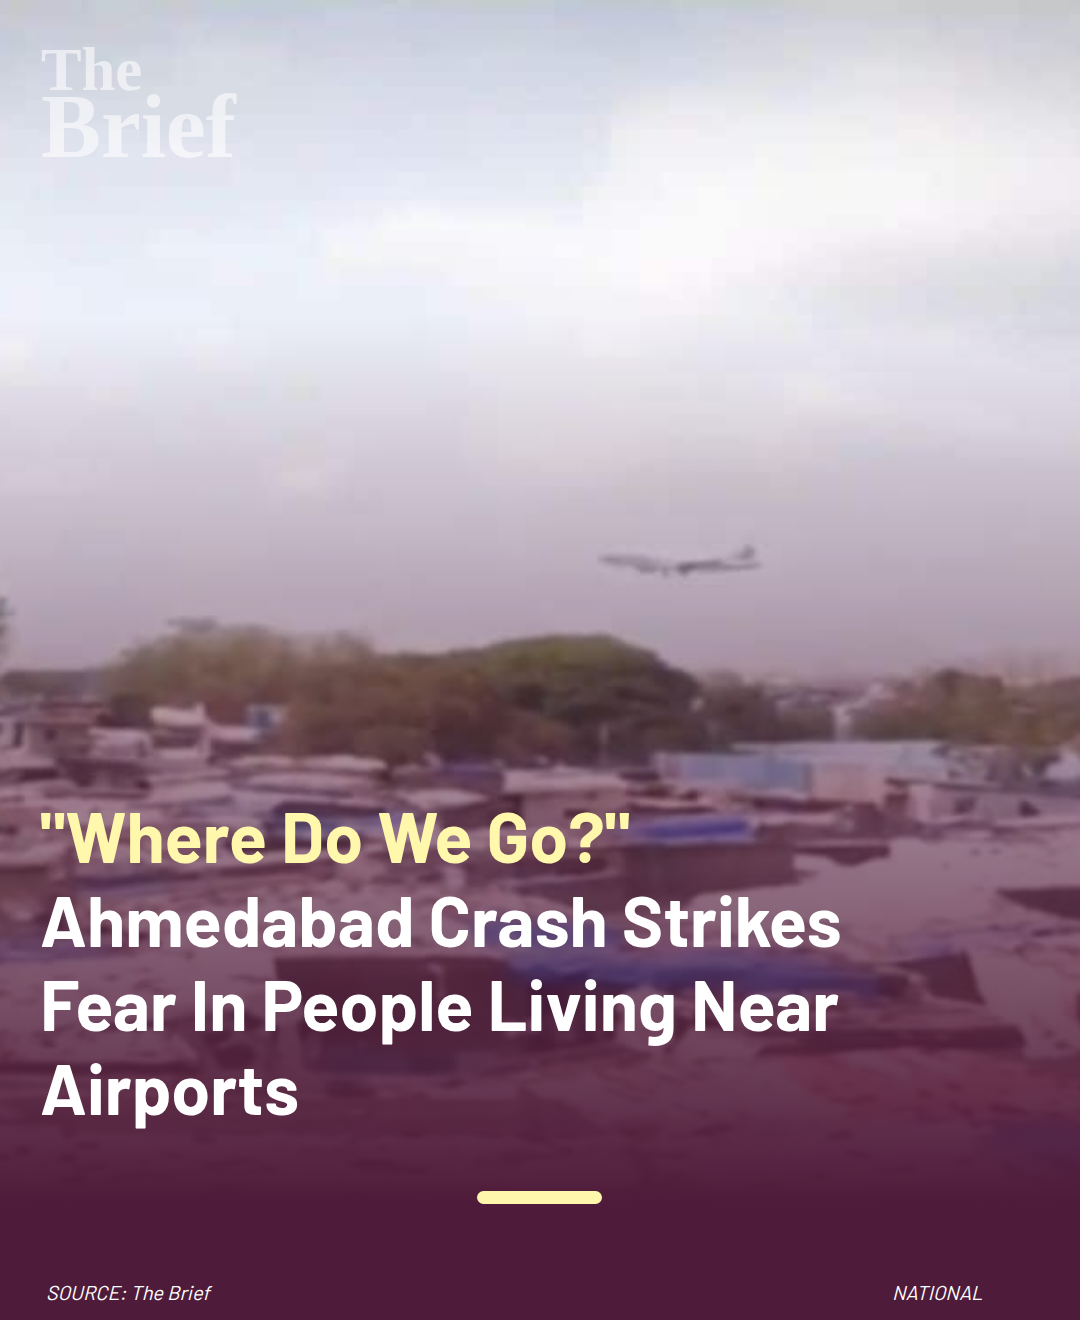 The
Brief
"Where Do We Go?"
Ahmedabad Crash Strikes
Fear In People Living Near
Airports
SOURCE: The Brief
NATIONAL